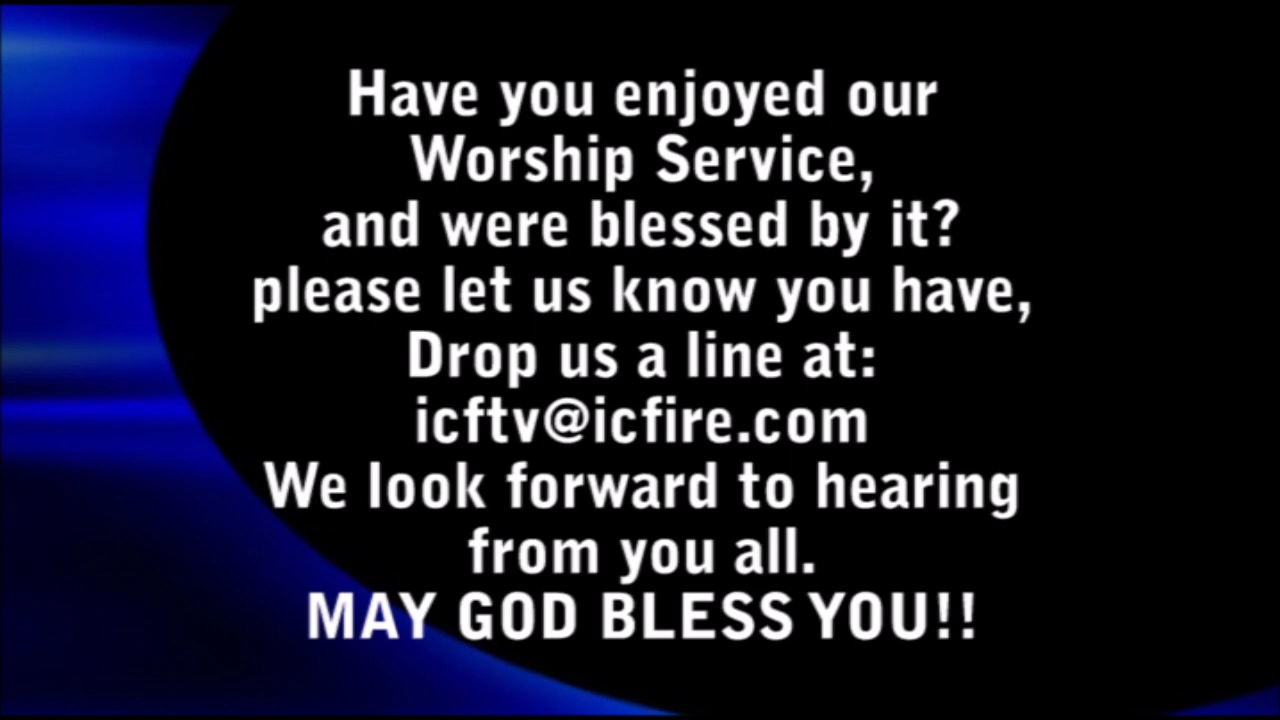 Have you enjoyed our
Worship Service,
and were blessed by it?
please let us know you have,
Drop us a line at:
icftv@icfire.com
We look forward to hearing
from you all.
MAY GOD BLESS YOU!!